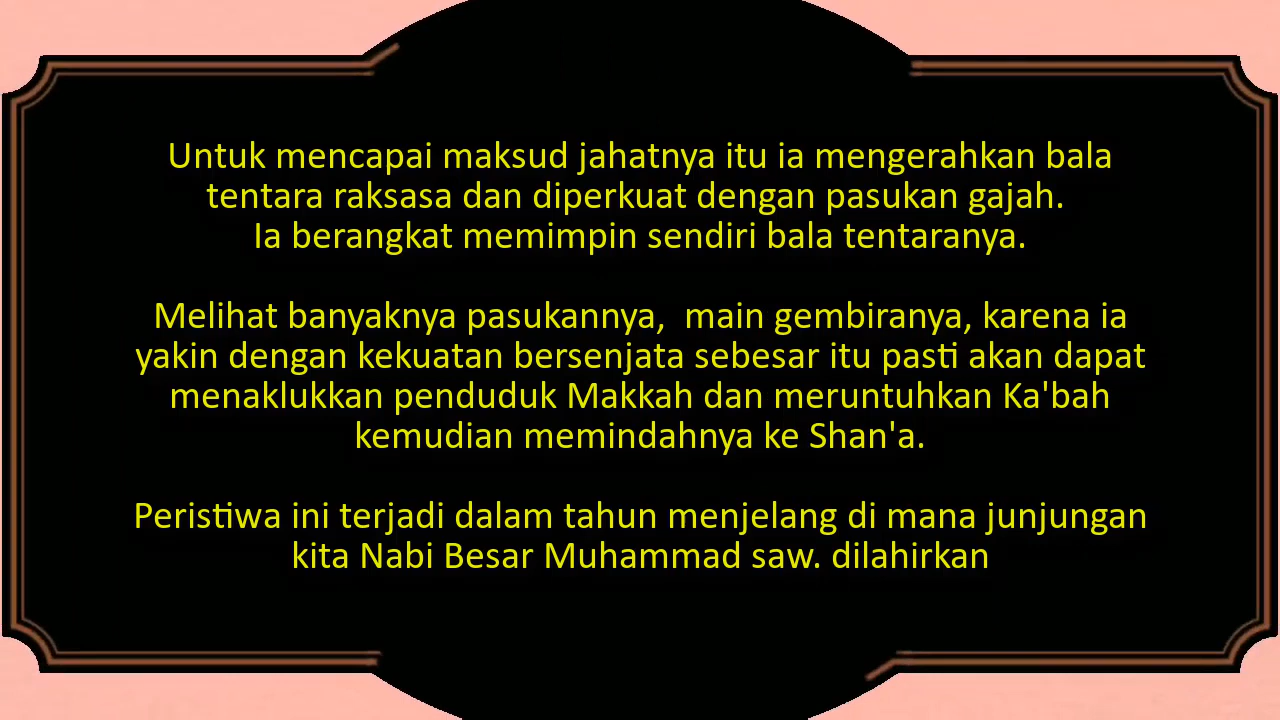 Untuk mencapai maksud jahatnya itu ia mengerahkan bala
tentara raksasa dan diperkuat dengan pasukan gajah.
Ia berangkat memimpin sendiri bala tentaranya.
Melihat banyaknya pasukannya,  main gembiranya, karena ia
yakin dengan kekuatan bersenjata sebesar itu pasti akan dapat
menaklukkan penduduk Makkah dan meruntuhkan Ka'bah
kemudian memindahnya ke Shan'a.
Peristiwa ini terjadi dalam tahun menjelang di mana junjungan
kita Nabi Besar Muhammad saw. dilahirkan